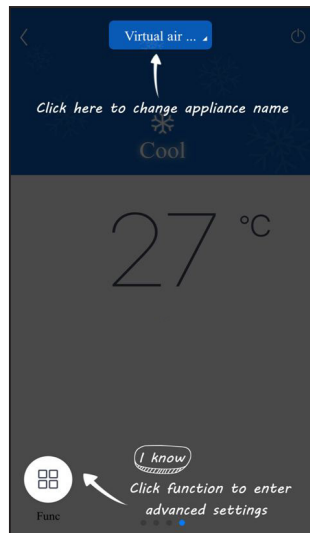 Virtual air ...
Click here to change appliance name
Cool
27 °C
I know
Click function to enter
advanced settings
Func